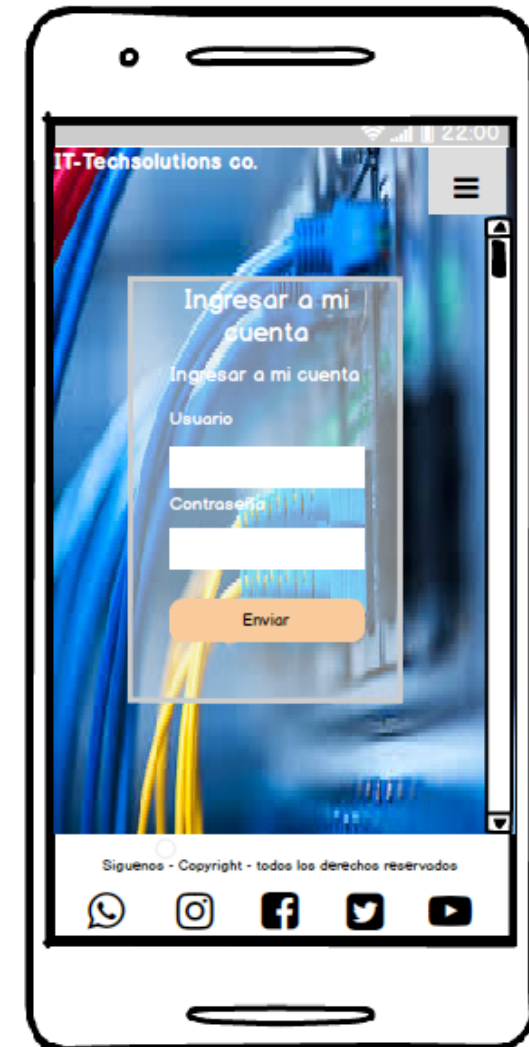 22:00
IT-Techsolutions co.
Ingresar a mi
cuenta
Ingresar a mi cuenta
Usuario
Contraseña
Enviar
Siguenos - Copyright - todos los derechos reservados